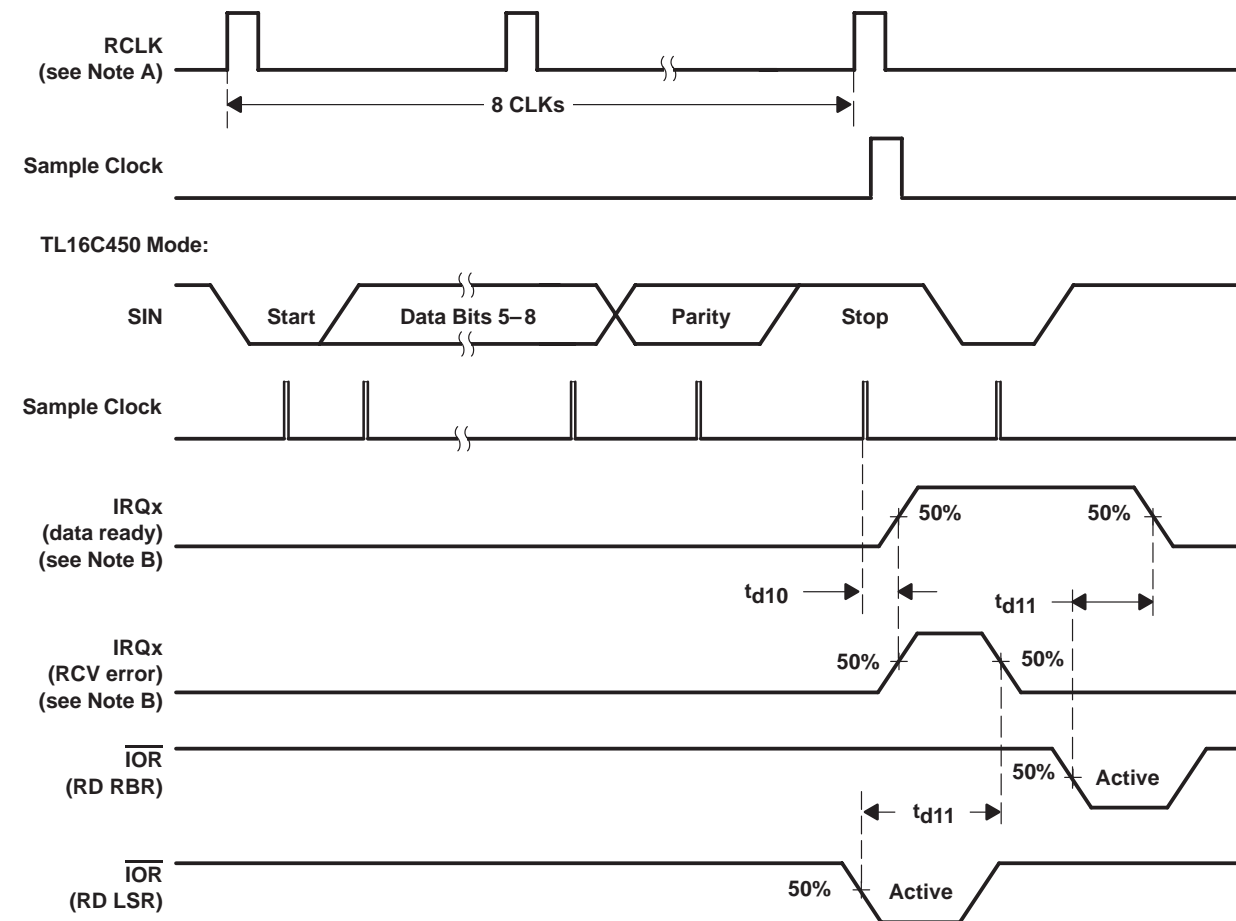 RCLK
(see Note A)
8 CLKs
Sample Clock
TL16C450 Mode:
SIN
Start
Data Bits 5–8
Parity
Stop
Sample Clock
IRQx
(data ready)
(see Note B)
50%
50%
td10
td11
IRQx
(RCV error)
(see Note B)
50%
50%
IOR
(RD RBR)
50%
Active
td11
IOR
(RD LSR)
50%
Active